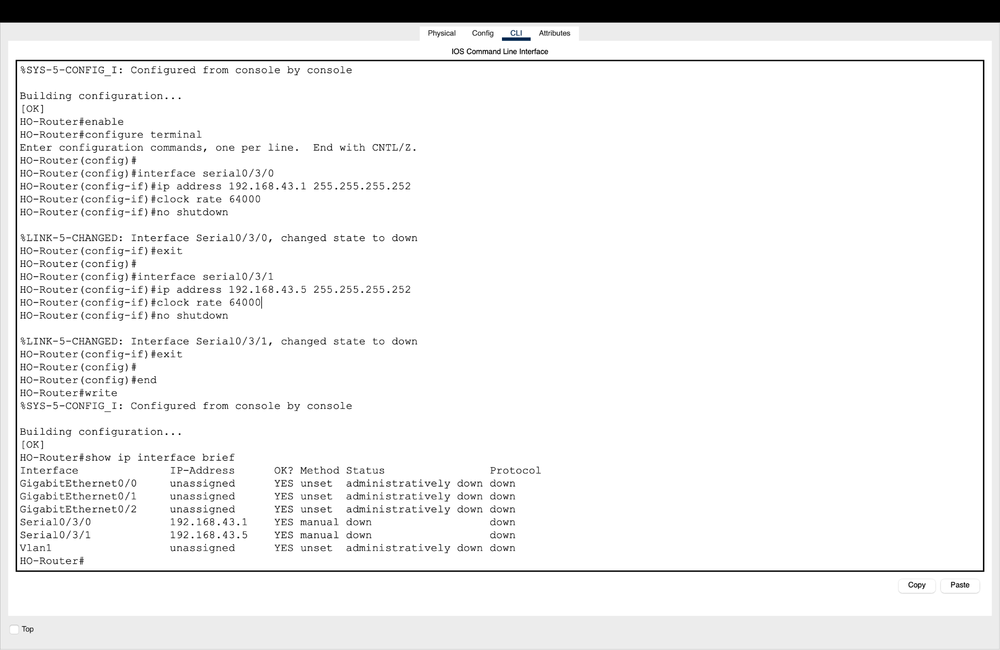 Physical Config CLI Attributes
IOS Command Line Interface
%SYS-5-CONFIG_I: Configured from console by console
Building configuration...
[OK]
HO-Router#enable
HO-Router#configure terminal
Enter configuration commands, one per line.  End with CNTL/Z.
HO-Router(config)#
HO-Router(config)#interface serial0/3/0
HO-Router(config-if)#ip address 192.168.43.1 255.255.255.252
HO-Router(config-if)#clock rate 64000
HO-Router(config-if)#no shutdown
%LINK-5-CHANGED: Interface Serial0/3/0, changed state to down
HO-Router(config-if)#exit
HO-Router(config)#
HO-Router(config)#interface serial0/3/1
HO-Router(config-if)#ip address 192.168.43.5 255.255.255.252
HO-Router(config-if)#clock rate 64000
HO-Router(config-if)#no shutdown
%LINK-5-CHANGED: Interface Serial0/3/1, changed state to down
HO-Router(config-if)#exit
HO-Router(config)#
HO-Router(config)#end
HO-Router#write
%SYS-5-CONFIG_I: Configured from console by console
Building configuration...
[OK]
HO-Router#show ip interface brief
Interface              IP-Address      OK? Method Status                Protocol
GigabitEthernet0/0     unassigned      YES unset  administratively down down
GigabitEthernet0/1     unassigned      YES unset  administratively down down
GigabitEthernet0/2     unassigned      YES unset  administratively down down
Serial0/3/0            192.168.43.1    YES manual down                  down
Serial0/3/1            192.168.43.5    YES manual down                  down
Vlan1                  unassigned      YES unset  administratively down down
HO-Router#
Copy Paste
Top